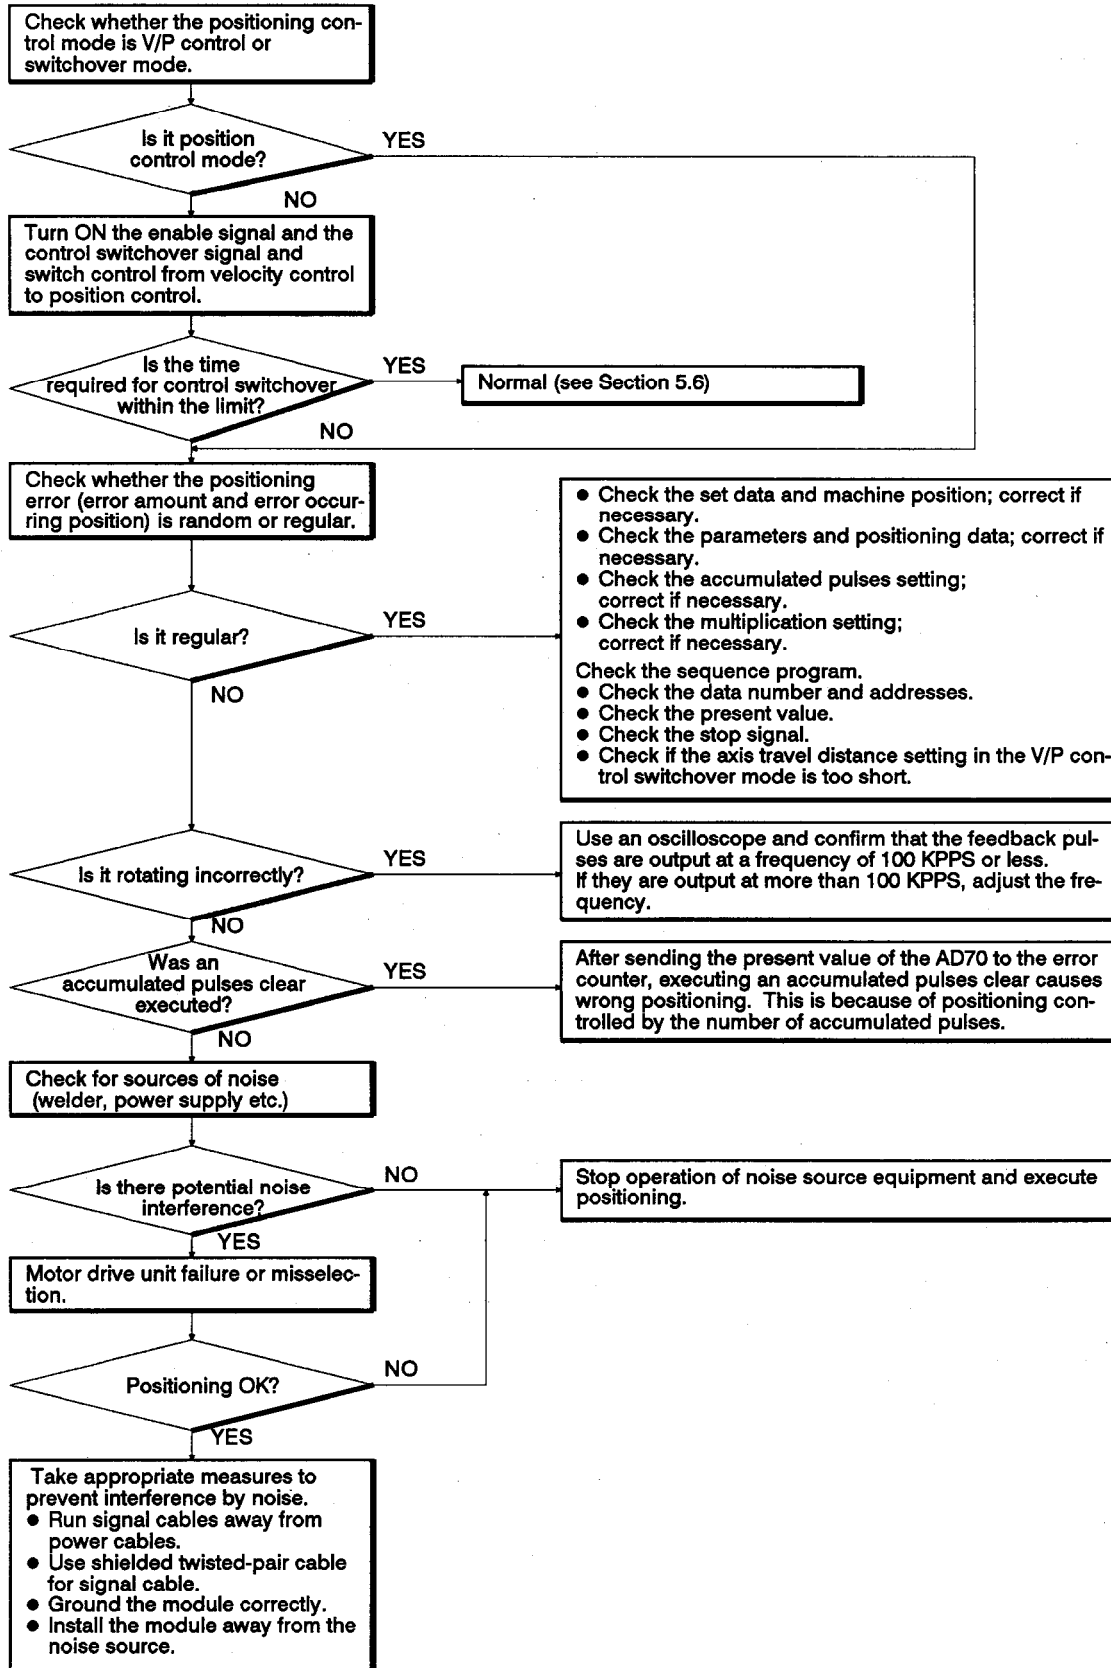 Check whether the positioning con-
trol mode is V/P control or
switchover mode.
Is it position
control mode?
YES
NO
Turn ON the enable signal and the
control switchover signal and
switch control from velocity control
to position control.
Is the time
required for control switchover
within the limit?
YES
Normal (see Section 5.6)
NO
Check whether the positioning
error (error amount and error occur-
ring position) is random or regular.
Is it regular?
YES
NO
● Check the set data and machine position; correct if
necessary.
● Check the parameters and positioning data; correct if
necessary.
● Check the accumulated pulses setting;
correct if necessary.
● Check the multiplication setting;
correct if necessary.
Check the sequence program.
● Check the data number and addresses.
● Check the present value.
● Check the stop signal.
● Check if the axis travel distance setting in the V/P con-
trol switchover mode is too short.
Is it rotating incorrectly?
YES
NO
Use an oscilloscope and confirm that the feedback pul-
ses are output at a frequency of 100 KPPS or less.
If they are output at more than 100 KPPS, adjust the fre-
quency.
Was an
accumulated pulses clear
executed?
YES
NO
After sending the present value of the AD70 to the error
counter, executing an accumulated pulses clear causes
wrong positioning. This is because of positioning con-
trolled by the number of accumulated pulses.
Check for sources of noise
(welder, power supply etc.)
Is there potential noise
interference?
NO
YES
Stop operation of noise source equipment and execute
positioning.
Motor drive unit failure or misselec-
tion.
Positioning OK?
NO
YES
Take appropriate measures to
prevent interference by noise.
● Run signal cables away from
power cables.
● Use shielded twisted-pair cable
for signal cable.
● Ground the module correctly.
● Install the module away from the
noise source.